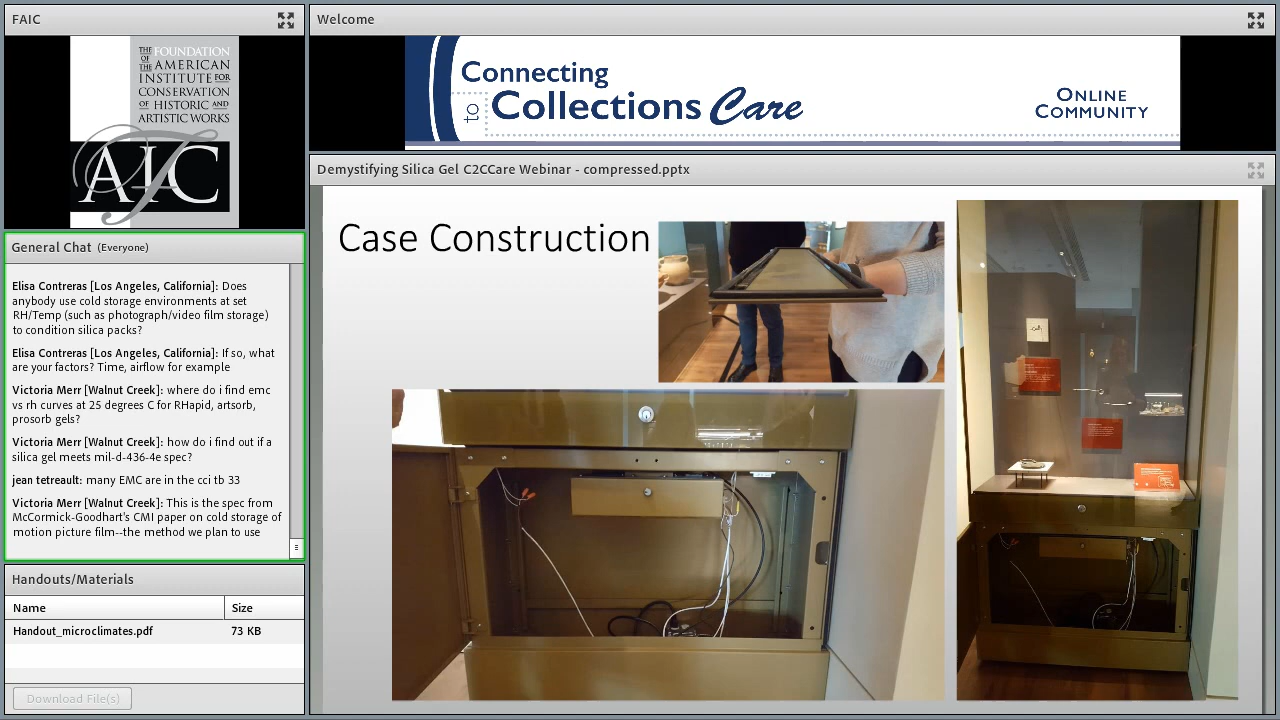 FAIC
THE FOUNDATION
OF THE AMERICAN
INSTITUTE FOR
CONSERVATION
OF HISTORIC AND
ARTISTIC WORKS
AIC
Welcome
Connecting
to Collections Care
ONLINE
COMMUNITY
General Chat (Everyone)
Elisa Contreras [Los Angeles, California]: Does
anybody use cold storage environments at set
RH/Temp (such as photograph/video film storage)
to condition silica packs?
Elisa Contreras [Los Angeles, California]: If so, what
are your factors? Time, airflow for example
Victoria Merr [Walnut Creek]: where do i find emc
vs rh curves at 25 degrees C for RHapid, artsorb,
prosorb gels?
Victoria Merr [Walnut Creek]: how do i find out if a
silica gel meets mil-d-436-4e spec?
jean tetreault: many EMC are in the cci tb 33
Victoria Merr [Walnut Creek]: This is the spec from
McCormick-Goodhart's CMI paper on cold storage of
motion picture film--the method we plan to use
Handouts/Materials
Name Size
Handout_microclimates.pdf 73 KB
Download File(s)
Demystifying Silica Gel C2CCare Webinar - compressed.pptx
Case Construction